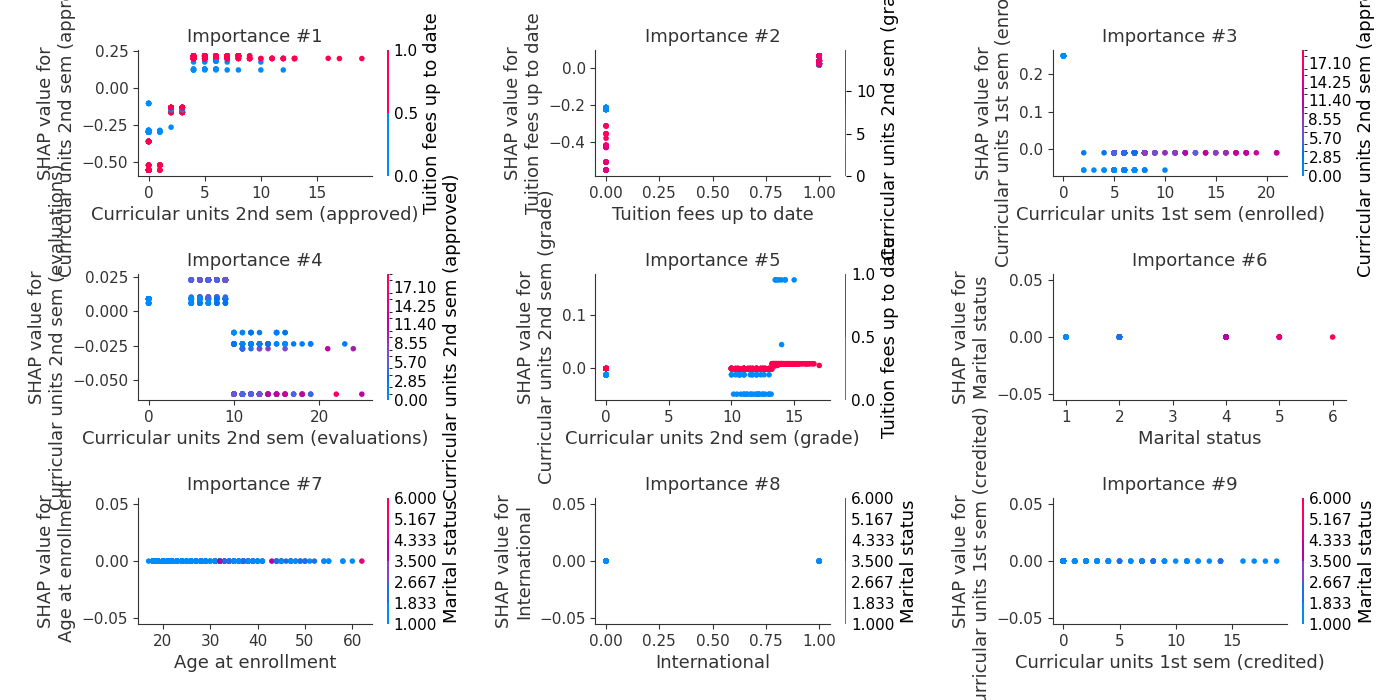 Importance #1
SHAP value for
Curricular units 2nd sem (appro
0.25
0.00
−0.25
−0.50
0
5
10
15
Curricular units 2nd sem (approved)
1.0
0.5
0.0
Tuition fees up to date
Importance #2
SHAP value for
Tuition fees up to date
0.0
−0.2
−0.4
0.00
0.25
0.50
0.75
1.00
Tuition fees up to date
10
5
0
Curricular units 2nd sem (gra
Importance #3
SHAP value for
Curricular units 1st sem (enro
0.2
0.1
0.0
0
5
10
15
20
Curricular units 1st sem (enrolled)
17.10
14.25
11.40
8.55
5.70
2.85
0.00
Curricular units 2nd sem (appr
Importance #4
SHAP value for
Curricular units 2nd sem (evaluations)
0.025
0.000
−0.025
−0.050
0
10
20
Curricular units 2nd sem (evaluations)
17.10
14.25
11.40
8.55
5.70
2.85
0.00
Curricular units 2nd sem (approved)
Importance #5
SHAP value for
Curricular units 2nd sem (grade)
0.1
0.0
0
10
15
Curricular units 2nd sem (grade)
1.0
0.5
0.0
Tuition fees up to date
Importance #6
SHAP value for
Marital status
0.05
0.00
−0.05
1
2
3
4
5
6
Marital status
Importance #7
SHAP value for
Age at enrollment
0.05
0.00
−0.05
20
30
40
50
60
Age at enrollment
6.000
5.167
4.333
3.500
2.667
1.833
1.000
Marital status
Importance #8
SHAP value for
International
0.05
0.00
−0.05
0.00
0.25
0.50
0.75
1.00
International
6.000
5.167
4.333
3.500
2.667
1.833
1.000
Marital status
Importance #9
SHAP value for
urricular units 1st sem (credited)
0.05
0.00
−0.05
0
5
10
15
Curricular units 1st sem (credited)
6.000
5.167
4.333
3.500
2.667
1.833
1.000
Marital status